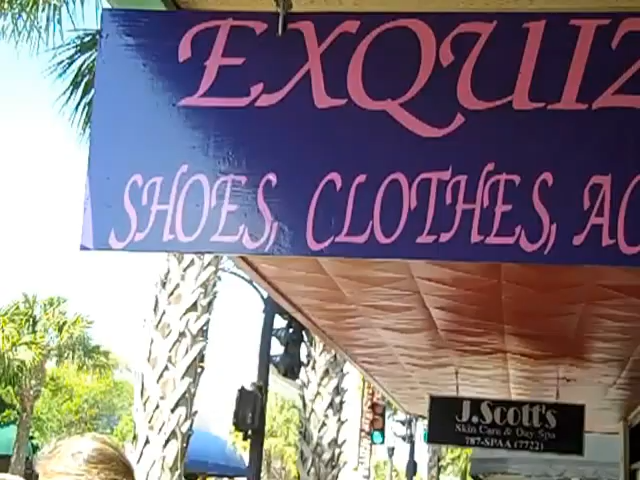 EXQUIZ
SHOES, CLOTHES, AC
J.Scott's
Skin Care & Day Spa
787-SPAA (7722)